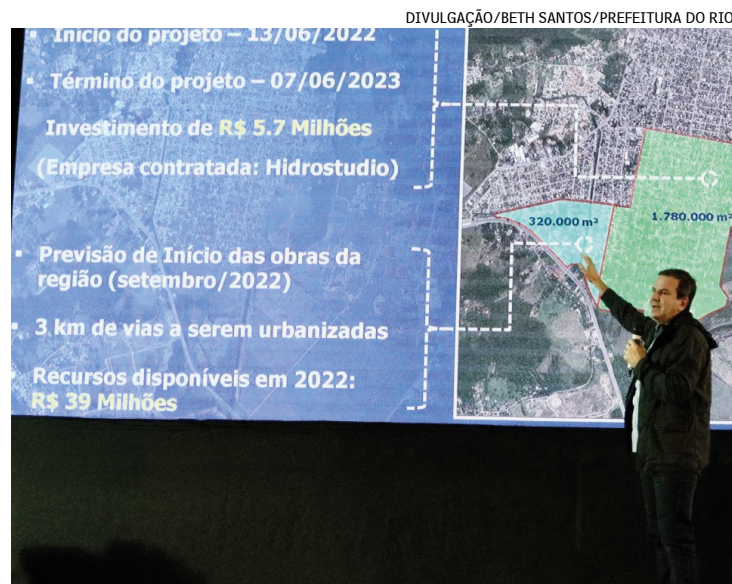 DIVULGAÇÃO/BETH SANTOS/PREFEITURA DO RIO
Início do projeto – 13/06/2022
Término do projeto – 07/06/2023
Investimento de R$ 5.7 Milhões
(Empresa contratada: Hidrostudio)
Previsão de Início das obras da
região (setembro/2022)
3 km de vias a serem urbanizadas
Recursos disponíveis em 2022:
R$ 39 Milhões
320.000 m²
1.780.000 m²